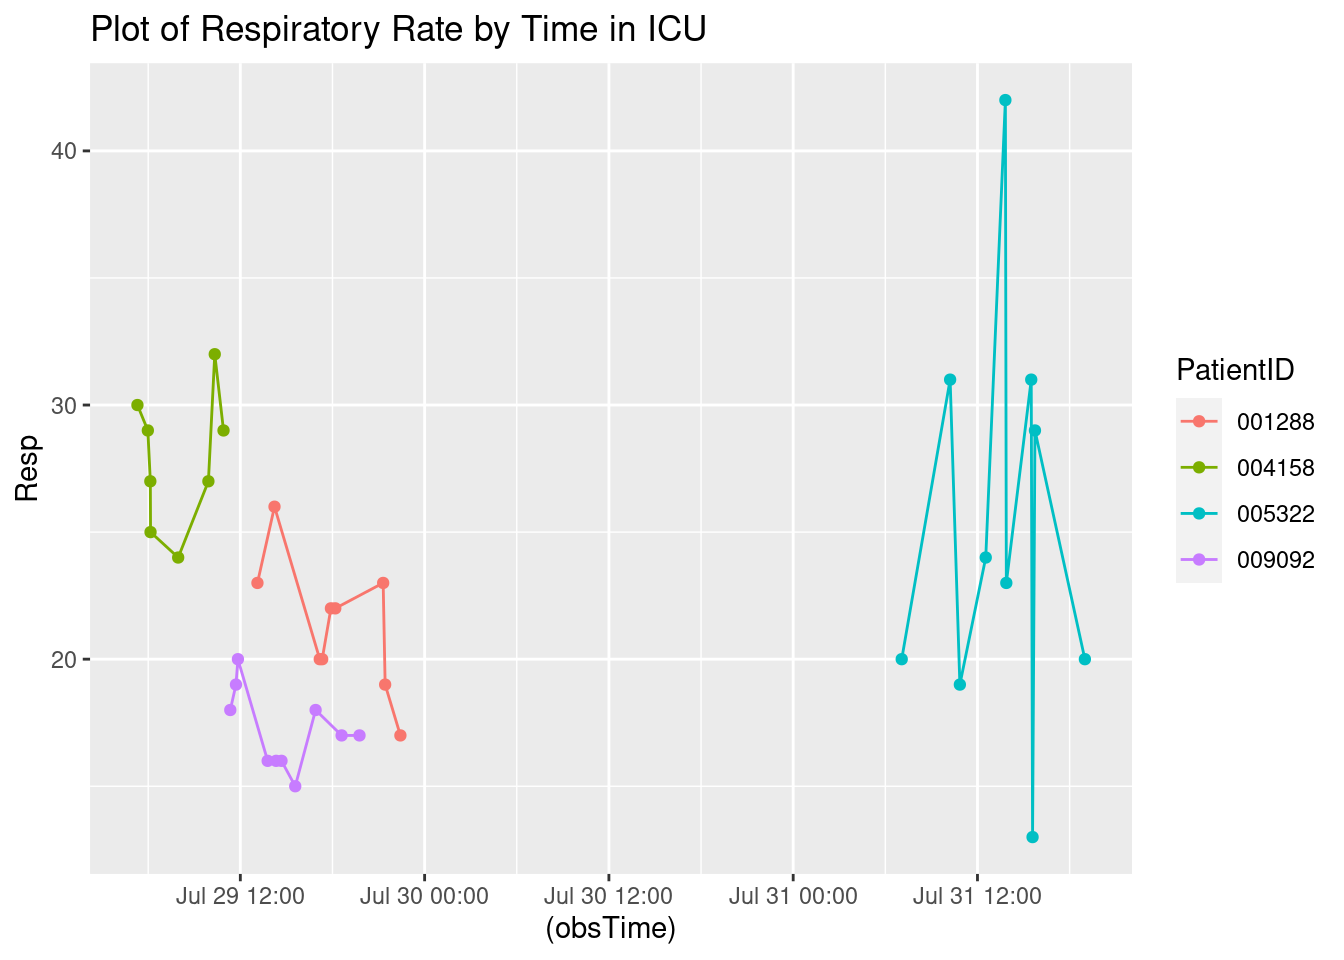 Plot of Respiratory Rate by Time in ICU
40
30
20
Resp
Jul 29 12:00
Jul 30 00:00
Jul 30 12:00
Jul 31 00:00
Jul 31 12:00
(obsTime)
PatientID
001288
004158
005322
009092